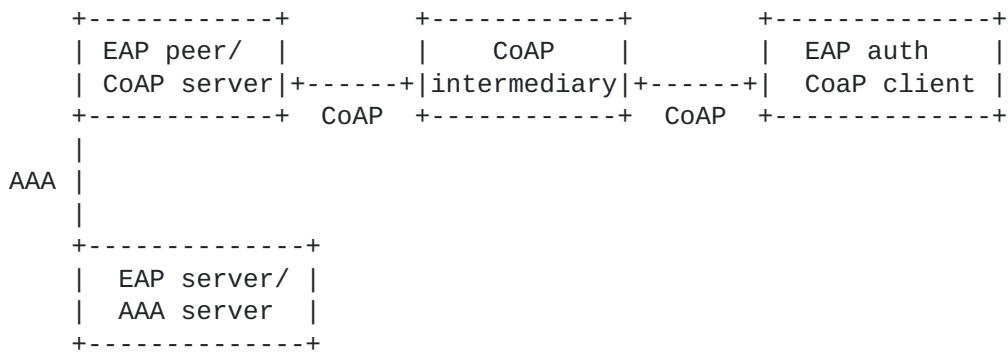 +------------+        +------------+        +--------------+
| EAP peer/  |        |    CoAP    |        |  EAP auth    |
| CoAP server|+------+|intermediary|+------+|  CoaP client |
+------------+  CoAP  +------------+  CoAP  +--------------+
|
AAA |
|
+--------------+
|  EAP server/ |
|  AAA server  |
+--------------+